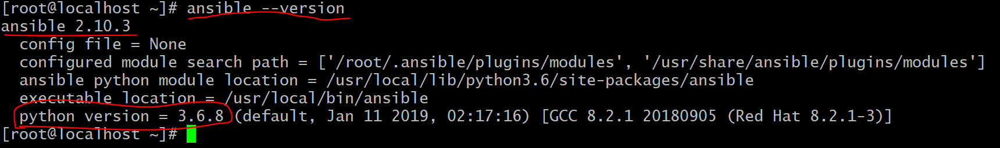 [root@localhost ~]# ansible --version
ansible 2.10.3
  config file = None
  configured module search path = ['/root/.ansible/plugins/modules', '/usr/share/ansible/plugins/modules']
  ansible python module location = /usr/local/lib/python3.6/site-packages/ansible
  executable location = /usr/local/bin/ansible
  python version = 3.6.8 (default, Jan 11 2019, 02:17:16) [GCC 8.2.1 20180905 (Red Hat 8.2.1-3)]
[root@localhost ~]#